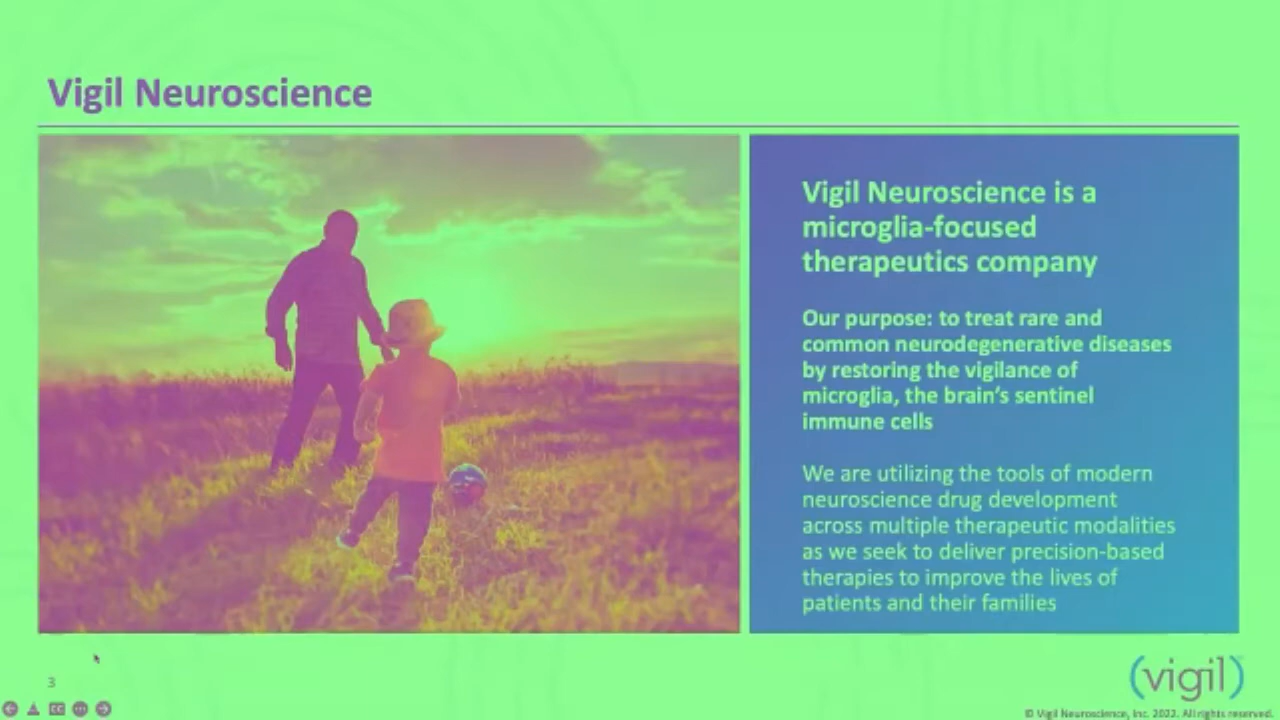 Vigil Neuroscience
Vigil Neuroscience is a
microglia-focused
therapeutics company
Our purpose: to treat rare and
common neurodegenerative diseases
by restoring the vigilance of
microglia, the brain’s sentinel
immune cells
We are utilizing the tools of modern
neuroscience drug development
across multiple therapeutic modalities
as we seek to deliver precision-based
therapies to improve the lives of
patients and their families
3
(vigil)
CC
© Vigil Neuroscience, Inc. 2022. All rights reserved.